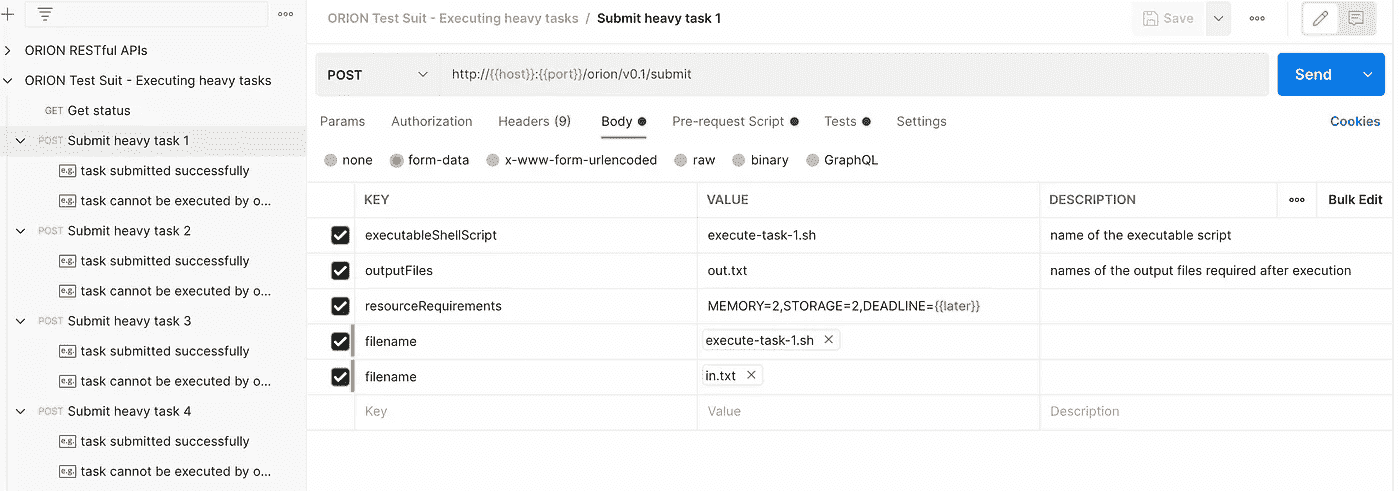 ORION Test Suit - Executing heavy tasks / Submit heavy task 1
Save
ORION RESTful APIs
ORION Test Suit - Executing heavy tasks
GET Get status
POST Submit heavy task 1
e.g. task submitted successfully
e.g. task cannot be executed by o...
POST Submit heavy task 2
e.g. task submitted successfully
e.g. task cannot be executed by o...
POST Submit heavy task 3
e.g. task submitted successfully
e.g. task cannot be executed by o...
POST Submit heavy task 4
e.g. task submitted successfully
e.g. task cannot be executed by o...
POST http://{{host}}:{{port}}/orion/v0.1/submit Send
Params Authorization Headers (9) Body Pre-request Script Tests Settings Cookies
none form-data x-www-form-urlencoded raw binary GraphQL
KEY VALUE DESCRIPTION Bulk Edit
executableShellScript execute-task-1.sh name of the executable script
outputFiles out.txt names of the output files required after execution
resourceRequirements MEMORY=2,STORAGE=2,DEADLINE={{later}}
filename execute-task-1.sh
filename in.txt
Key Value Description